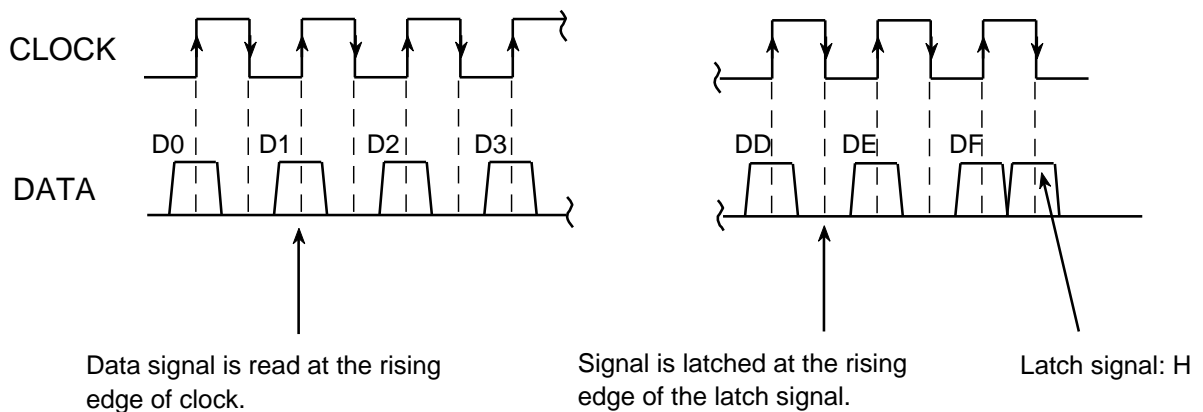 CLOCK
D0 D1 D2 D3 DD DE DF
DATA
Data signal is read at the rising
edge of clock.
Signal is latched at the rising
edge of the latch signal.
Latch signal: H